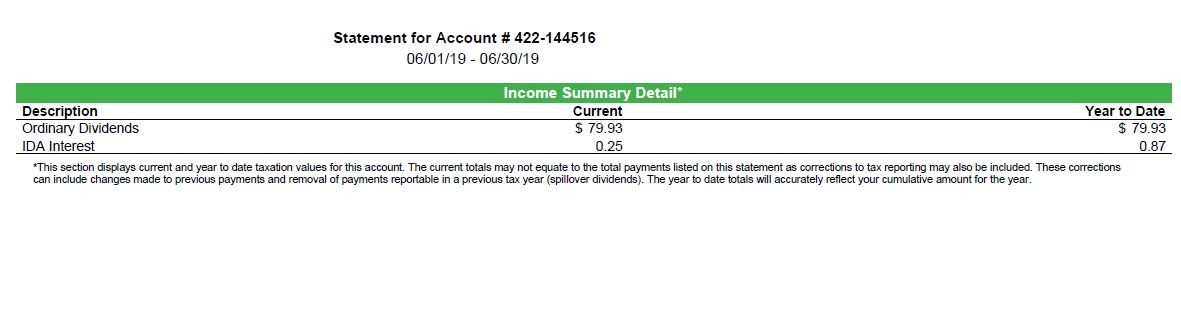 Statement for Account # 422-144516
06/01/19 - 06/30/19
Income Summary Detail*
Description Current Year to Date
Ordinary Dividends $ 79.93 $ 79.93
IDA Interest 0.25 0.87
*This section displays current and year to date taxation values for this account. The current totals may not equate to the total payments listed on this statement as corrections to tax reporting may also be included. These corrections
can include changes made to previous payments and removal of payments reportable in a previous tax year (spillover dividends). The year to date totals will accurately reflect your cumulative amount for the year.